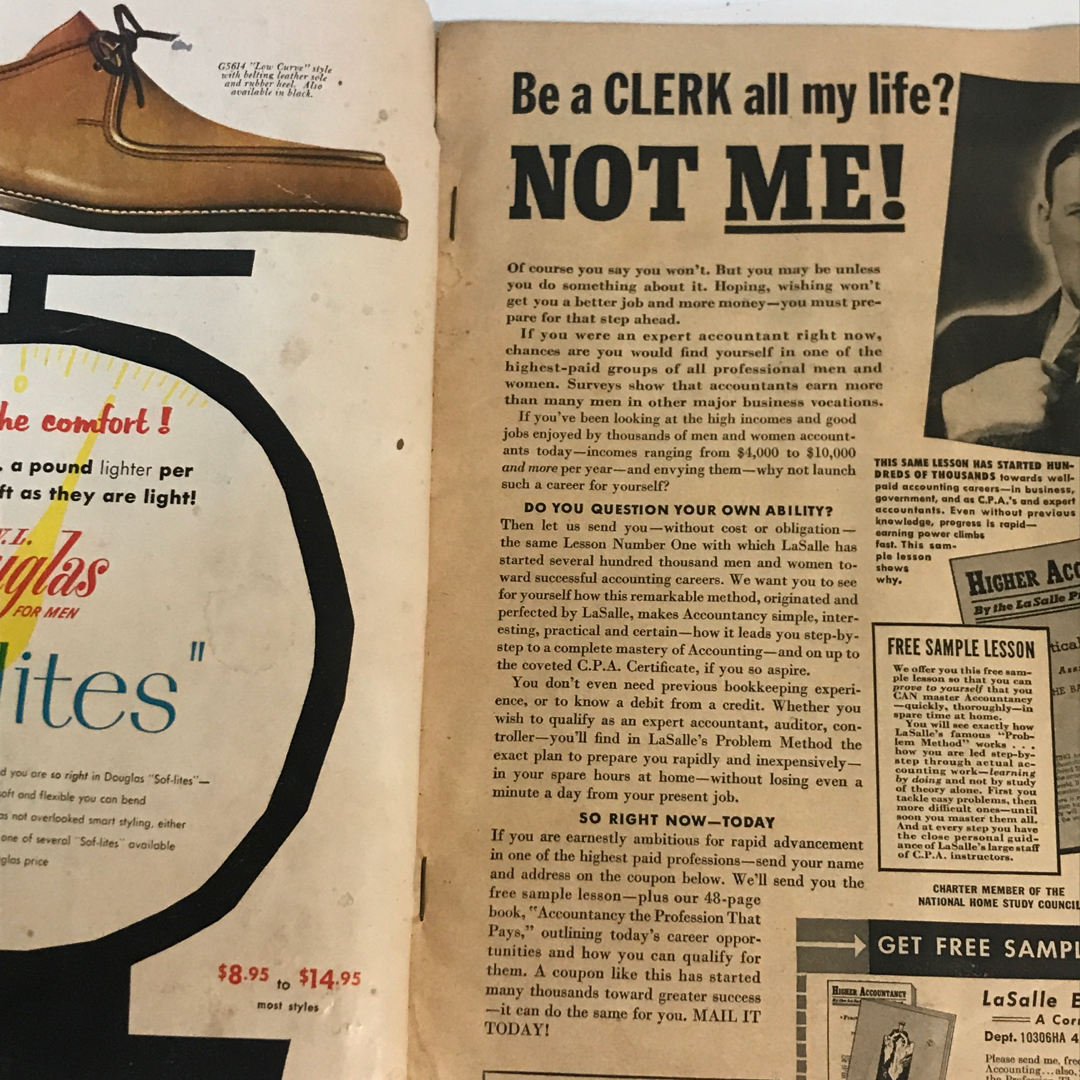 G5614 "Low Curve" style
with belting leather sole
and rubber heel. Also
available in black.
0
he comfort!
. a pound lighter per
ft as they are light!
W.L.
uglas
FOR MEN
lites"
d you are so right in Douglas "Sof-lites"—
soft and flexible you can bend
as not overlooked smart styling, either
one of several "Sof-lites" available
glas price
$8.95 to $14.95
most styles
Be a CLERK all my life?
NOT ME!
Of course you say you won't. But you may be unless
you do something about it. Hoping, wishing won't
get you a better job and more money—you must pre-
pare for that step ahead.
If you were an expert accountant right now,
chances are you would find yourself in one of the
highest-paid groups of all professional men and
women. Surveys show that accountants earn more
than many men in other major business vocations.
If you've been looking at the high incomes and good
jobs enjoyed by thousands of men and women account-
ants today—incomes ranging from $4,000 to $10,000
and more per year—and envying them—why not launch
such a career for yourself?
DO YOU QUESTION YOUR OWN ABILITY?
Then let us send you—without cost or obligation—
the same Lesson Number One with which LaSalle has
started several hundred thousand men and women to-
ward successful accounting careers. We want you to see
for yourself how this remarkable method, originated and
perfected by LaSalle, makes Accountancy simple, inter-
esting, practical and certain—how it leads you step-by-
step to a complete mastery of Accounting—and on up to
the coveted C.P.A. Certificate, if you so aspire.
You don't even need previous bookkeeping experi-
ence, or to know a debit from a credit. Whether you
wish to qualify as an expert accountant, auditor, con-
troller—you'll find in LaSalle's Problem Method the
exact plan to prepare you rapidly and inexpensively—
in your spare hours at home—without losing even a
minute a day from your present job.
SO RIGHT NOW—TODAY
If you are earnestly ambitious for rapid advancement
in one of the highest paid professions—send your name
and address on the coupon below. We'll send you the
free sample lesson—plus our 48-page
book, "Accountancy the Profession That
Pays," outlining today's career oppor-
tunities and how you can qualify for
them. A coupon like this has started
many thousands toward greater success
—it can do the same for you. MAIL IT
TODAY!
THIS SAME LESSON HAS STARTED HUN-
DREDS OF THOUSANDS towards well-
paid accounting careers—in business,
government, and as C.P.A.'s and expert
accountants. Even without previous
knowledge, progress is rapid—
earning power climbs
fast. This sam-
ple lesson
shows
why.
HIGHER ACC
By the LaSalle P
tical
FREE SAMPLE LESSON
We offer you this free sam-
ple lesson so that you can
prove to yourself that you
CAN master Accountancy
—quickly, thoroughly—in
spare time at home.
You will see exactly how
LaSalle's famous "Prob-
lem Method" works . . .
how you are led step-by-
step through actual ac-
counting work—learning
by doing and not by study
of theory alone. First you
tackle easy problems, then
more difficult ones—until
soon you master them all.
And at every step you have
the close personal guid-
ance of LaSalle's large staff
of C.P.A. instructors.
CHARTER MEMBER OF THE
NATIONAL HOME STUDY COUNCIL
GET FREE SAMPL
HIGHER ACCOUNTANCY
LaSalle E
A Corr
Dept. 10306HA 4
Please send me, free
Accounting...also,